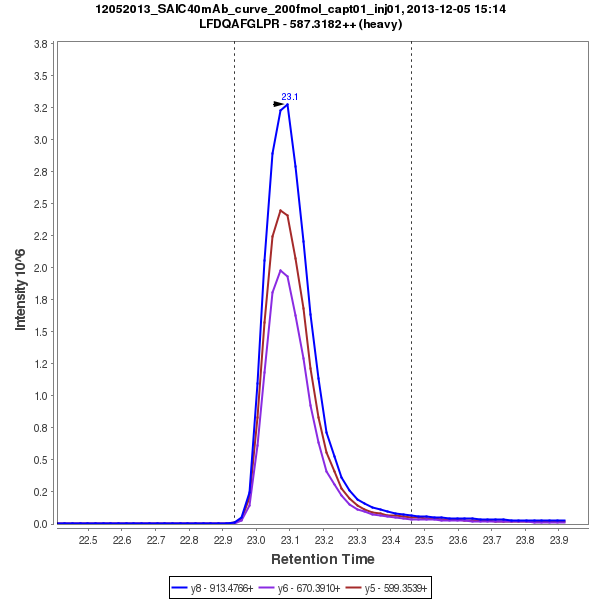 12052013_SAIC40mAb_curve_200fmol_capt01_inj01, 2013-12-05 15:14
LFDQAFGLPR - 587.3182++ (heavy)
3.8
3.5
3.2
3.0
2.8
2.5
2.2
2.0
1.8
1.5
1.2
1.0
0.8
0.5
0.2
0.0
Intensity 10^6
23.1
22.5 22.6 22.7 22.8 22.9 23.0 23.1 23.2 23.3 23.4 23.5 23.6 23.7 23.8 23.9
Retention Time
y8 - 913.4766+ y6 - 670.3910+ y5 - 599.3539+